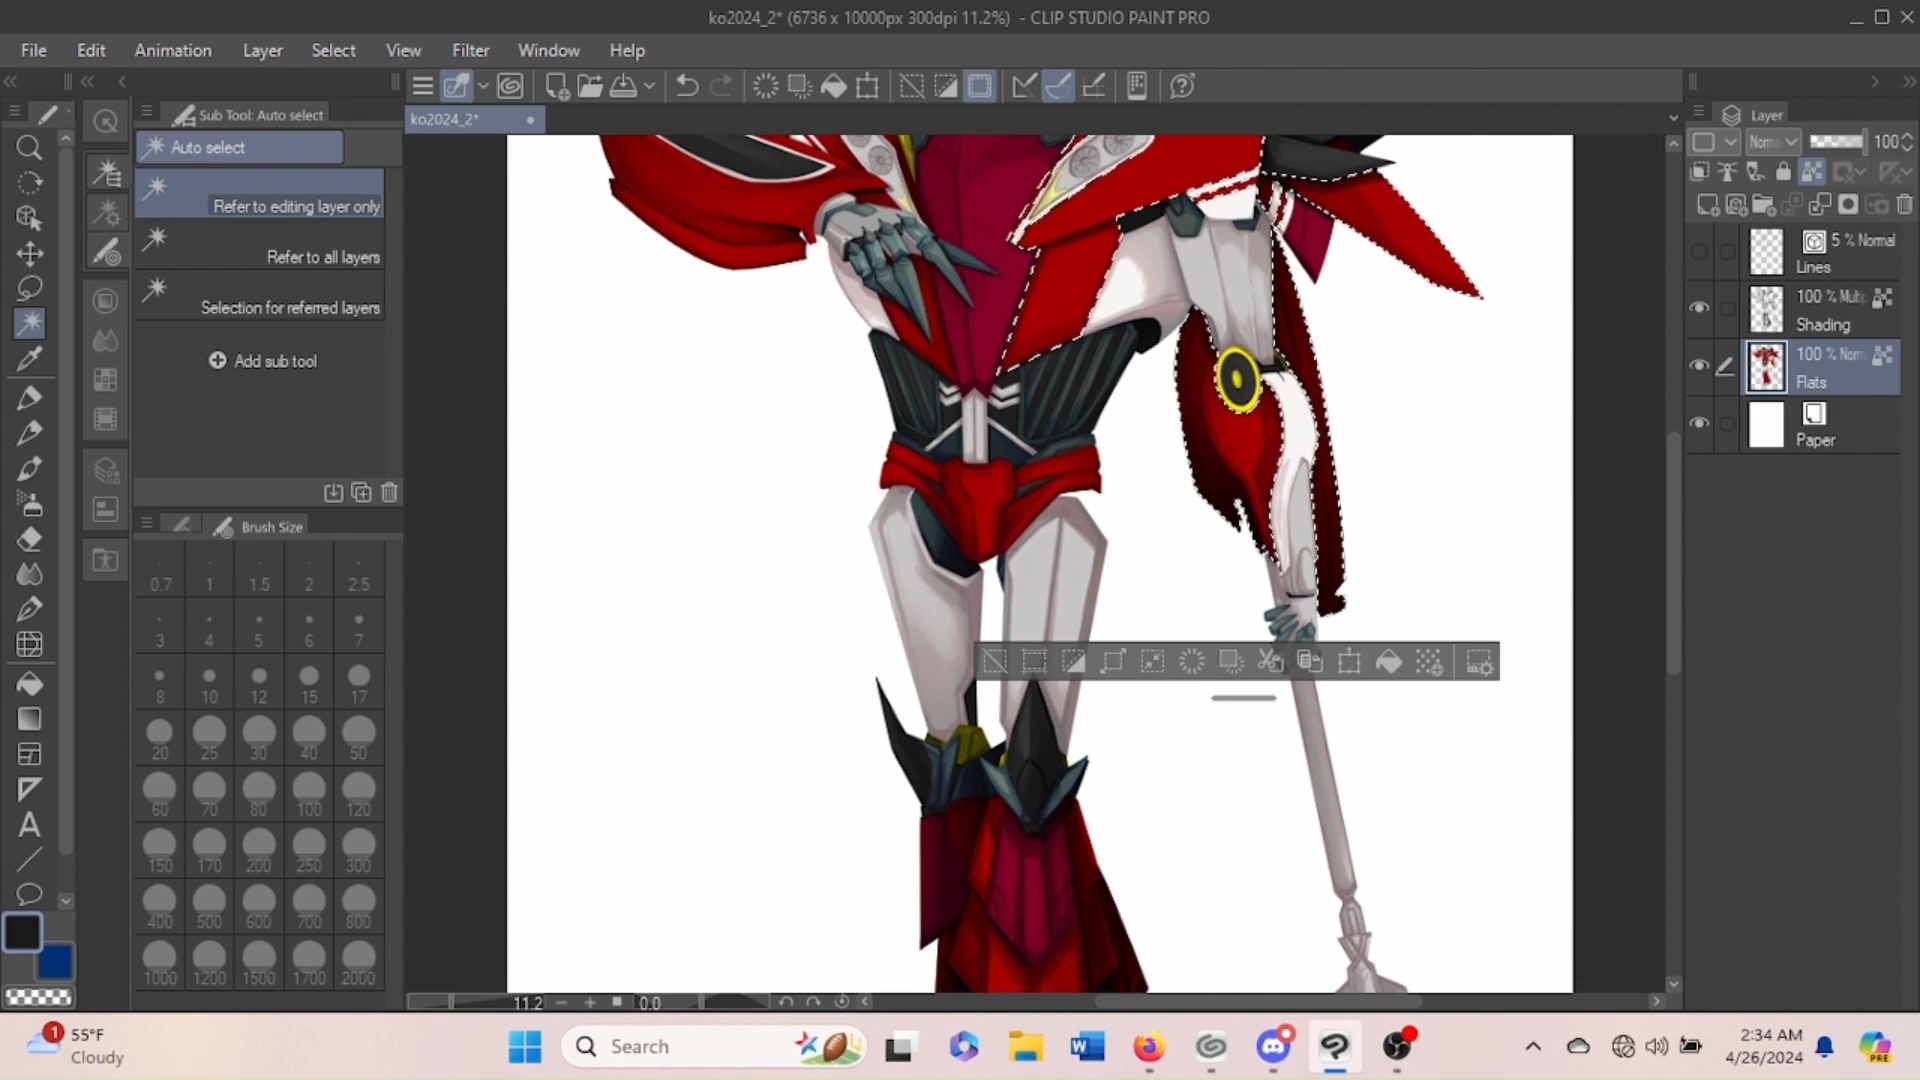 ko2024_2* (6736 x 10000px 300dpi 11.2%) - CLIP STUDIO PAINT PRO
File Edit Animation Layer Select View Filter Window Help
Sub Tool: Auto select
ko2024_2*
Layer
Auto select
Norm 100
Refer to editing layer only
Refer to all layers
Selection for referred layers
Add sub tool
5 % Normal
Lines
100 % Multi
Shading
100 % Norm
Flats
Paper
Brush Size
0.7 1 1.5 2 2.5
3 4 5 6 7
8 10 12 15 17
20 25 30 40 50
60 70 80 100 120
150 170 200 250 300
400 500 600 700 800
1000 1200 1500 1700 2000
11.2 0.0
1
55°F
Cloudy
Search
W
PRE
2:34 AM
4/26/2024